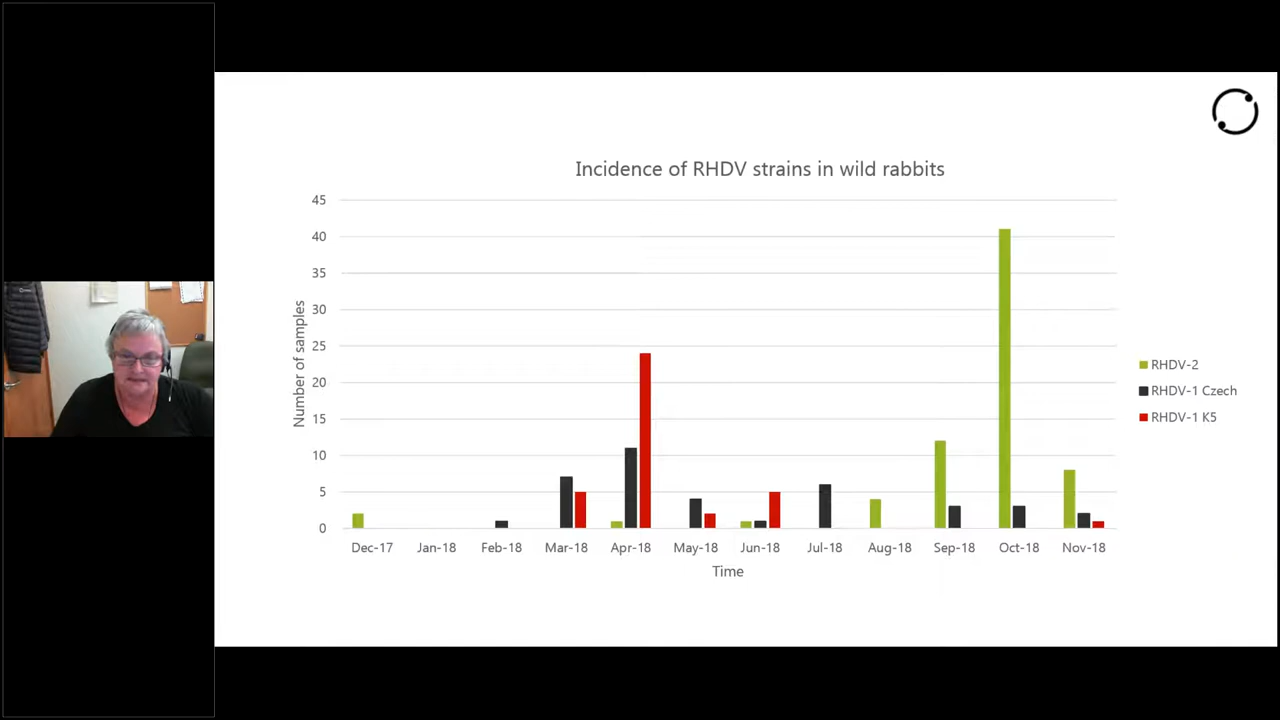 Incidence of RHDV strains in wild rabbits
45
40
35
30
25
20
15
10
5
0
Number of samples
Dec-17 Jan-18 Feb-18 Mar-18 Apr-18 May-18 Jun-18 Jul-18 Aug-18 Sep-18 Oct-18 Nov-18
Time
RHDV-2
RHDV-1 Czech
RHDV-1 K5